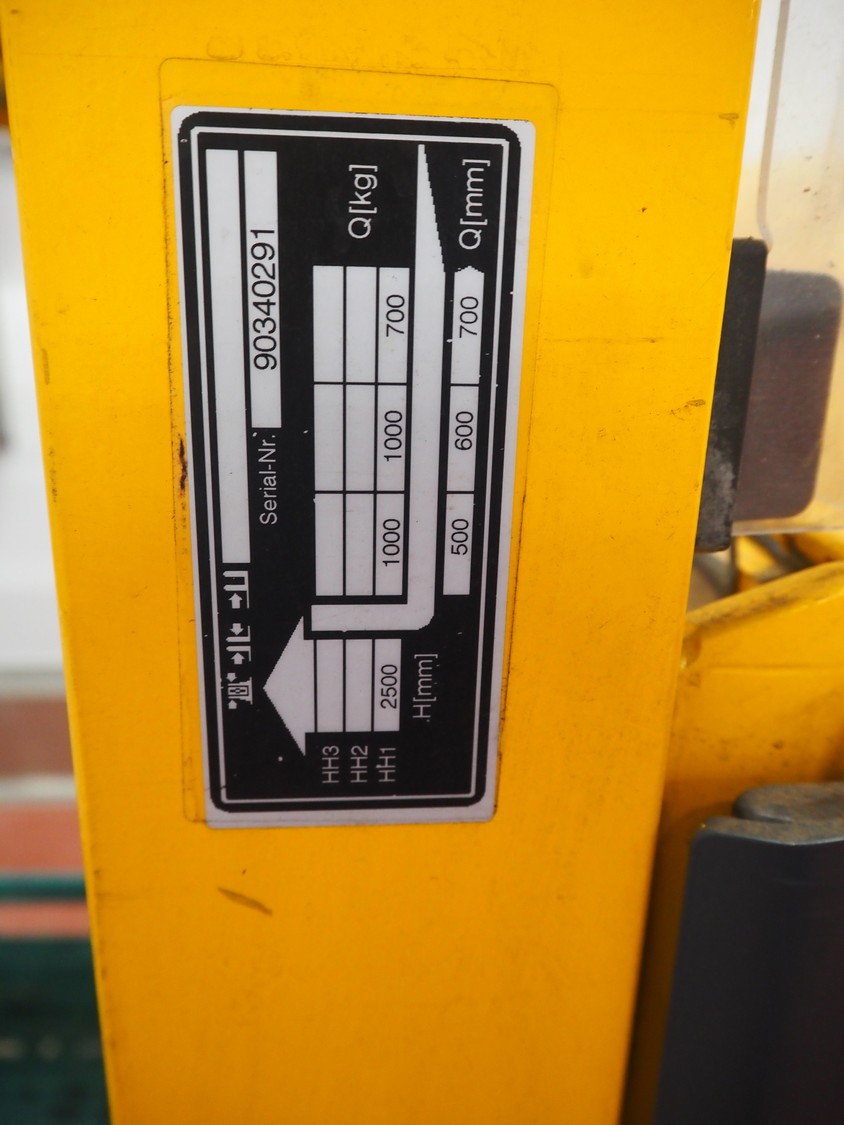 Serial-Nr. 90340291
Q[kg]
HH3
HH2
HH1 2500 1000 1000 700
H[mm] 500 600 700 Q[mm]